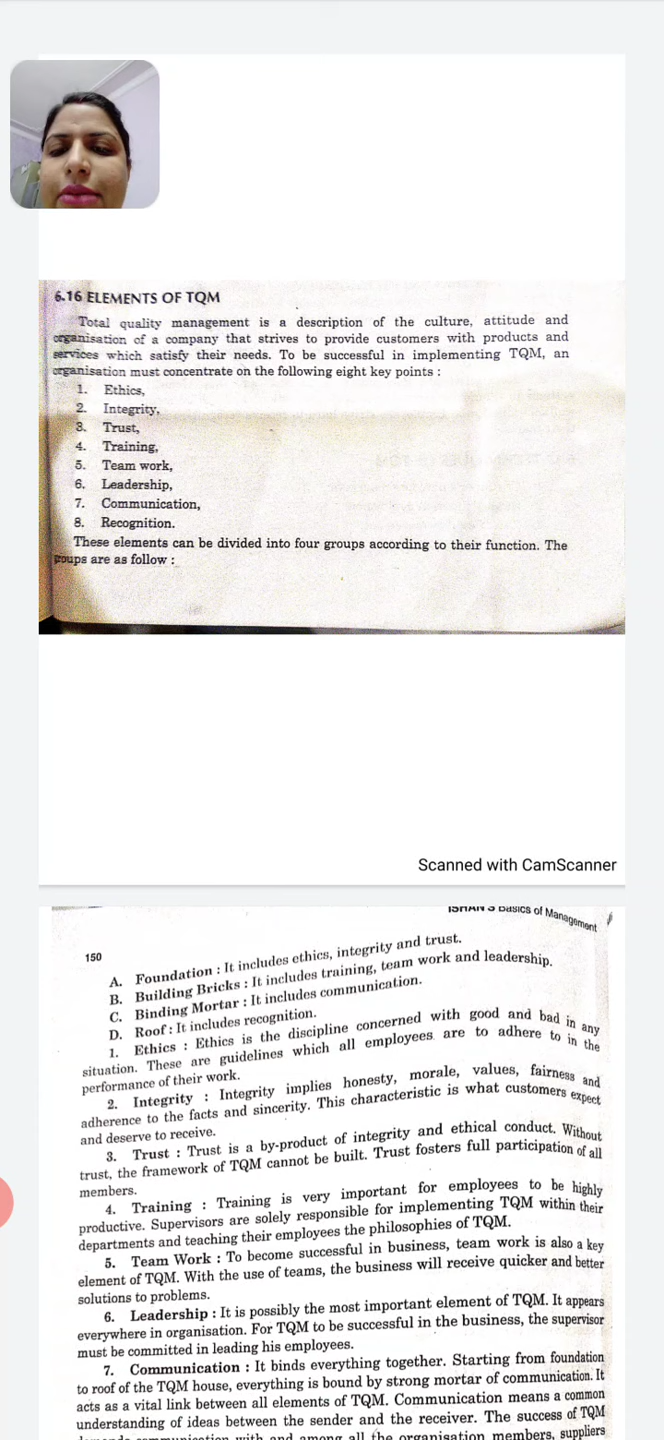 6.16 ELEMENTS OF TQM
Total quality management is a description of the culture, attitude and
organisation of a company that strives to provide customers with products and
services which satisfy their needs. To be successful in implementing TQM, an
organisation must concentrate on the following eight key points :
1. Ethics,
2. Integrity,
3. Trust,
4. Training,
5. Team work,
6. Leadership,
7. Communication,
8. Recognition.
These elements can be divided into four groups according to their function. The
groups are as follow :
Scanned with CamScanner
ISHAN'S Basics of Management
150
A. Foundation : It includes ethics, integrity and trust.
B. Building Bricks : It includes training, team work and leadership.
C. Binding Mortar : It includes communication.
D. Roof : It includes recognition.
1. Ethics : Ethics is the discipline concerned with good and bad in any
situation. These are guidelines which all employees are to adhere to in the
performance of their work.
2. Integrity : Integrity implies honesty, morale, values, fairness and
adherence to the facts and sincerity. This characteristic is what customers expect
and deserve to receive.
3. Trust : Trust is a by-product of integrity and ethical conduct. Without
trust, the framework of TQM cannot be built. Trust fosters full participation of all
members.
4. Training : Training is very important for employees to be highly
productive. Supervisors are solely responsible for implementing TQM within their
departments and teaching their employees the philosophies of TQM.
5. Team Work : To become successful in business, team work is also a key
element of TQM. With the use of teams, the business will receive quicker and better
solutions to problems.
6. Leadership : It is possibly the most important element of TQM. It appears
everywhere in organisation. For TQM to be successful in the business, the supervisor
must be committed in leading his employees.
7. Communication : It binds everything together. Starting from foundation
to roof of the TQM house, everything is bound by strong mortar of communication. It
acts as a vital link between all elements of TQM. Communication means a common
understanding of ideas between the sender and the receiver. The success of TQM
demands communication with and among all the organisation members, suppliers